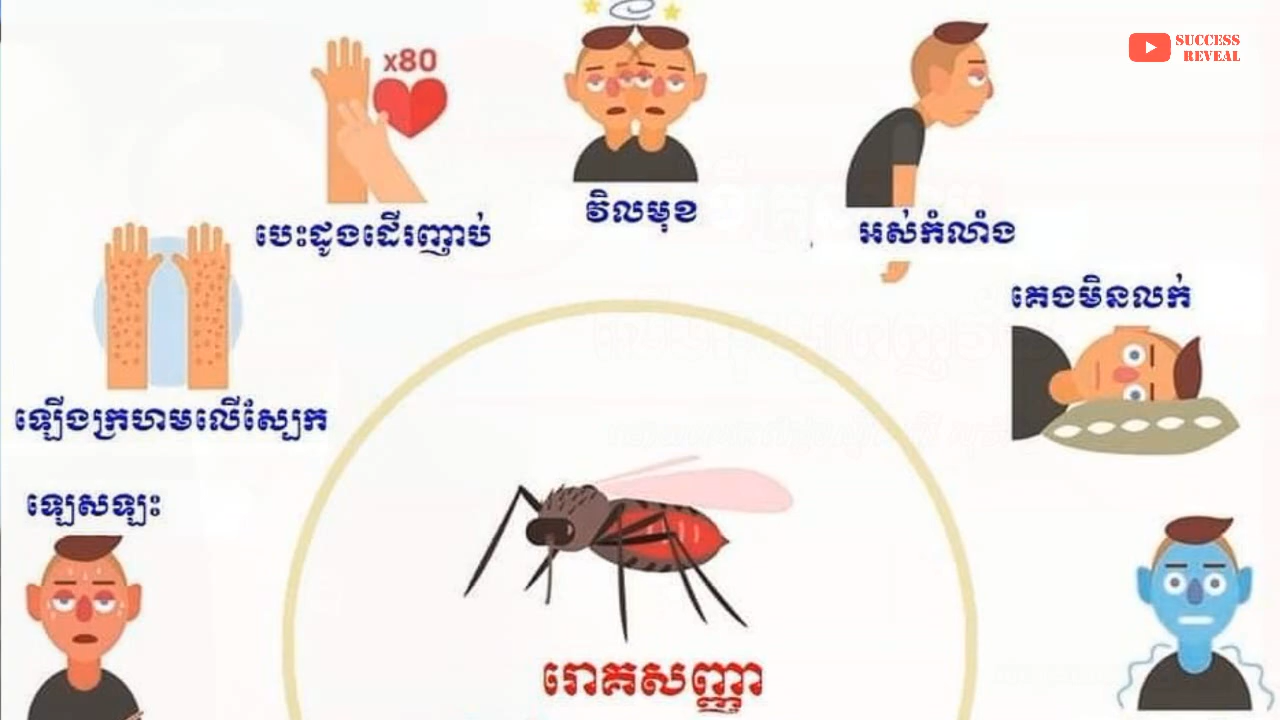 SUCCESS
REVEAL
x80
វិលមុខ
បេះដូងដើរញាប់
អស់កំលាំង
គេងមិនលក់
ឡើងក្រហមលើស្បែក
ឡេសឡះ
រោគសញ្ញា